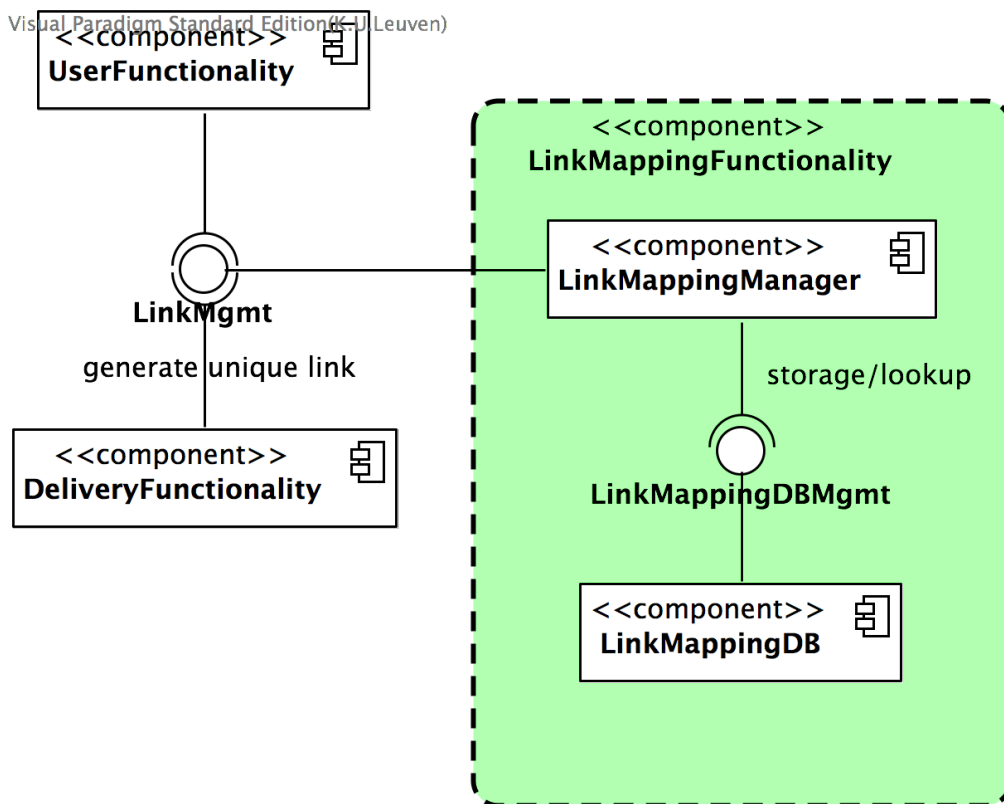 Visual Paradigm Standard Edition(K.U.Leuven)
<<component>>
UserFunctionality
<<component>>
LinkMappingFunctionality
<<component>>
LinkMappingManager
LinkMgmt
generate unique link
storage/lookup
<<component>>
DeliveryFunctionality
LinkMappingDBMgmt
<<component>>
LinkMappingDB